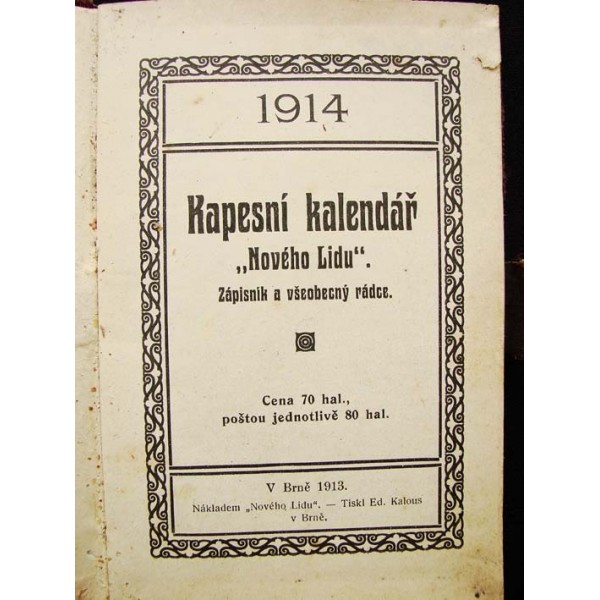 1914
Kapesní kalendář
„Nového Lidu“.
Zápisník a všeobecný rádce.
Cena 70 hal.,
poštou jednotlivě 80 hal.
V Brně 1913.
Nákladem „Nového Lidu“. — Tiskl Ed. Kalous
v Brně.